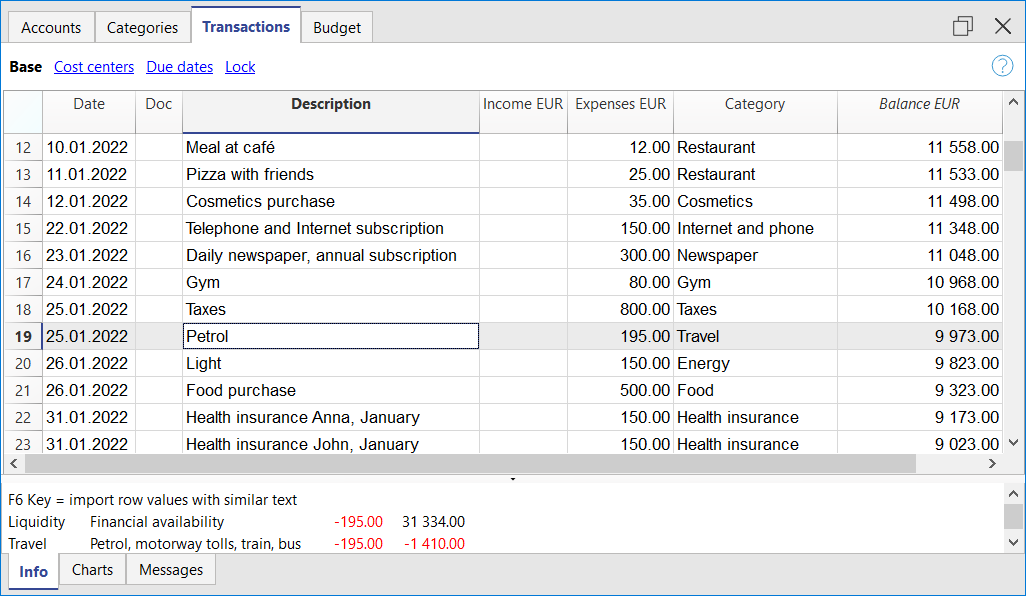 Accounts Categories Transactions Budget
Base Cost centers Due dates Lock ?
Date Doc Description Income EUR Expenses EUR Category Balance EUR
12 10.01.2022 Meal at café 12.00 Restaurant 11 558.00
13 11.01.2022 Pizza with friends 25.00 Restaurant 11 533.00
14 12.01.2022 Cosmetics purchase 35.00 Cosmetics 11 498.00
15 22.01.2022 Telephone and Internet subscription 150.00 Internet and phone 11 348.00
16 23.01.2022 Daily newspaper, annual subscription 300.00 Newspaper 11 048.00
17 24.01.2022 Gym 80.00 Gym 10 968.00
18 25.01.2022 Taxes 800.00 Taxes 10 168.00
19 25.01.2022 Petrol 195.00 Travel 9 973.00
20 26.01.2022 Light 150.00 Energy 9 823.00
21 26.01.2022 Food purchase 500.00 Food 9 323.00
22 31.01.2022 Health insurance Anna, January 150.00 Health insurance 9 173.00
23 31.01.2022 Health insurance John, January 150.00 Health insurance 9 023.00
F6 Key = import row values with similar text
Liquidity Financial availability -195.00 31 334.00
Travel Petrol, motorway tolls, train, bus -195.00 -1 410.00
Info Charts Messages